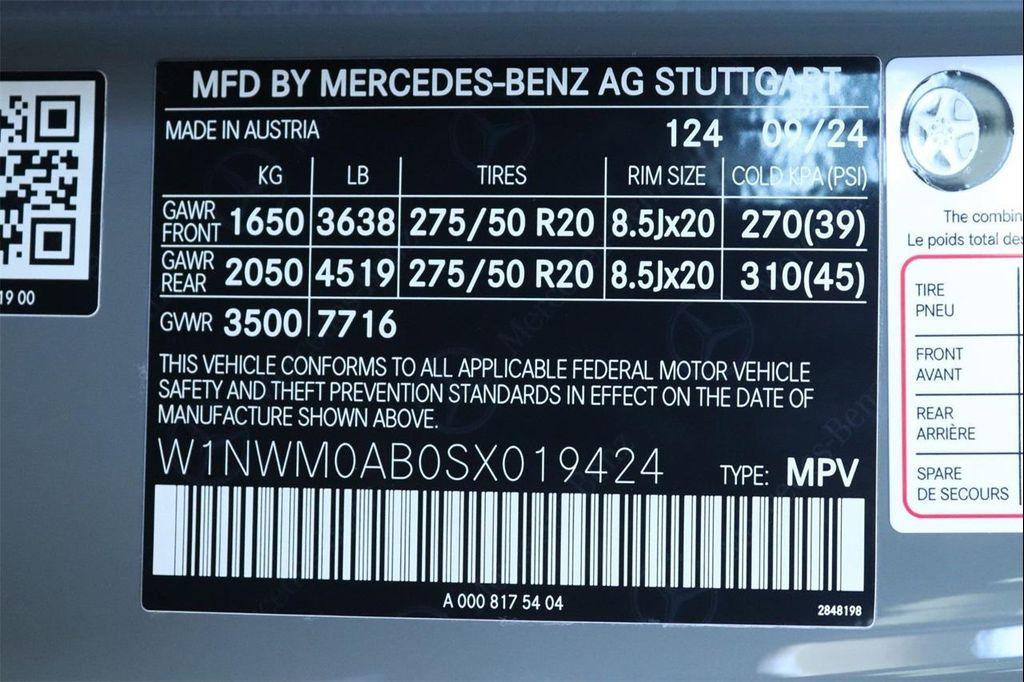 MFD BY MERCEDES-BENZ AG STUTTGART
MADE IN AUSTRIA 124 09/24
KG LB TIRES RIM SIZE COLD KPA (PSI)
GAWR FRONT 1650 3638 275/50 R20 8.5Jx20 270(39)
GAWR REAR 2050 4519 275/50 R20 8.5Jx20 310(45)
GVWR 3500 7716
THIS VEHICLE CONFORMS TO ALL APPLICABLE FEDERAL MOTOR VEHICLE
SAFETY AND THEFT PREVENTION STANDARDS IN EFFECT ON THE DATE OF
MANUFACTURE SHOWN ABOVE.
W1NWM0AB0SX019424 TYPE: MPV
A 000 817 54 04
2848198
19 00
The combin
Le poids total des
TIRE
PNEU
FRONT
AVANT
REAR
ARRIÈRE
SPARE
DE SECOURS